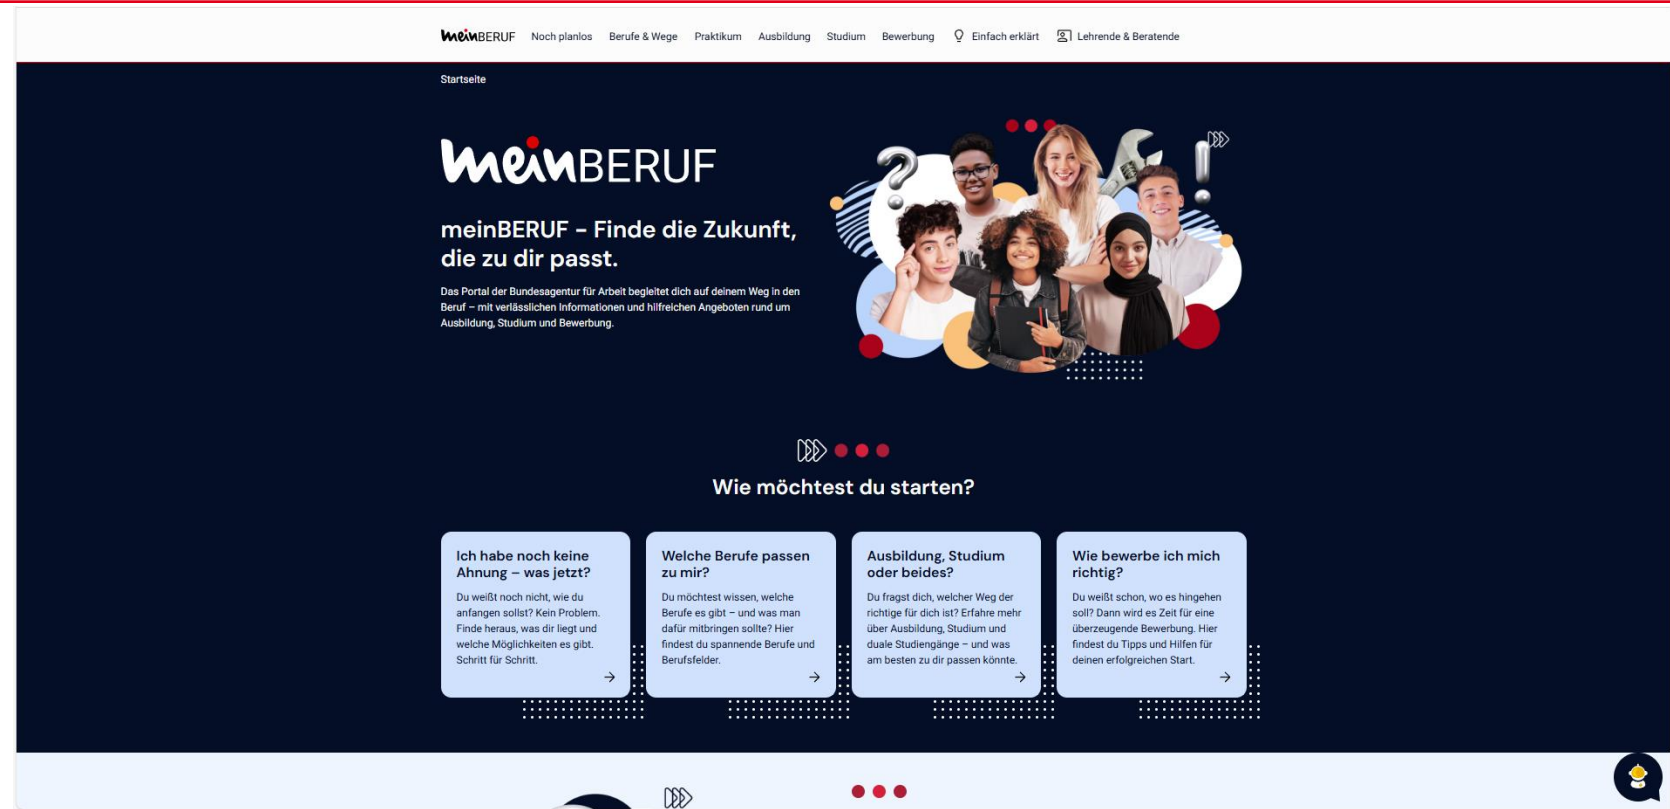 meinBERUF Noch planlos Berufe & Wege Praktikum Ausbildung Studium Bewerbung Einfach erklärt Lehrende & Beratende
Startseite
meinBERUF
meinBERUF – Finde die Zukunft,
die zu dir passt.
Das Portal der Bundesagentur für Arbeit begleitet dich auf deinem Weg in den
Beruf – mit verlässlichen Informationen und hilfreichen Angeboten rund um
Ausbildung, Studium und Bewerbung.
? !
Wie möchtest du starten?
Ich habe noch keine
Ahnung – was jetzt?
Du weißt noch nicht, wie du
anfangen sollst? Kein Problem.
Finde heraus, was dir liegt und
welche Möglichkeiten es gibt.
Schritt für Schritt.
Welche Berufe passen
zu mir?
Du möchtest wissen, welche
Berufe es gibt – und was man
dafür mitbringen sollte? Hier
findest du spannende Berufe und
Berufsfelder.
Ausbildung, Studium
oder beides?
Du fragst dich, welcher Weg der
richtige für dich ist? Erfahre mehr
über Ausbildung, Studium und
duale Studiengänge – und was
am besten zu dir passen könnte.
Wie bewerbe ich mich
richtig?
Du weißt schon, wo es hingehen
soll? Dann wird es Zeit für eine
überzeugende Bewerbung. Hier
findest du Tipps und Hilfen für
deinen erfolgreichen Start.